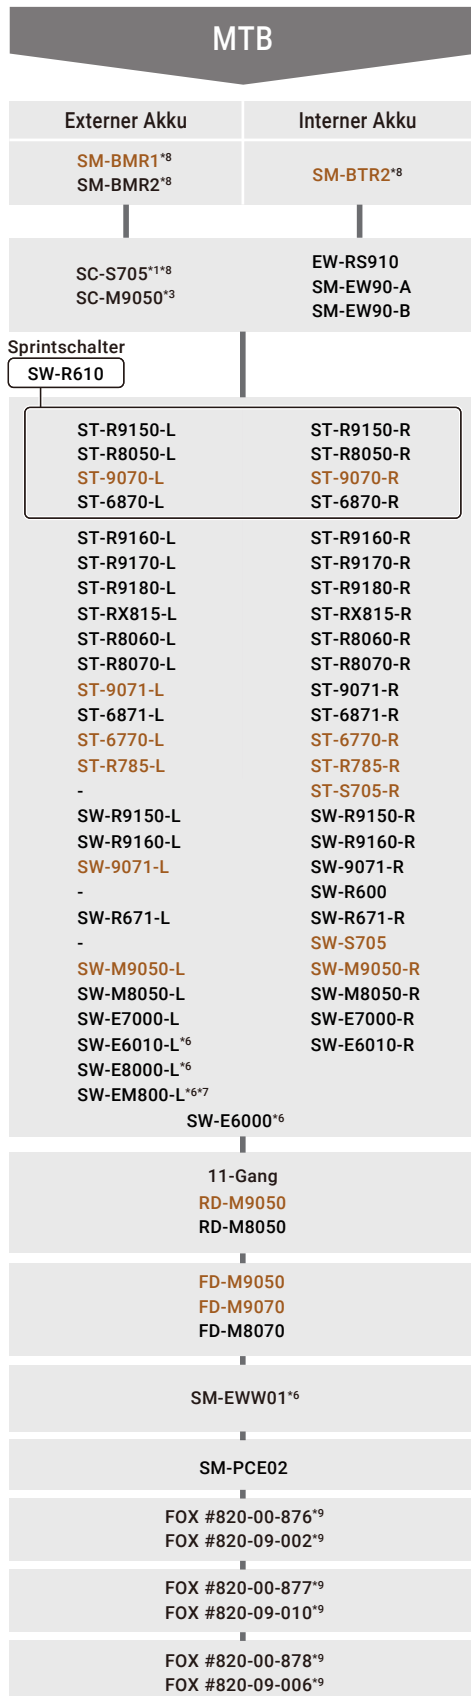 MTB
Externer Akku Interner Akku
SM-BMR1*8
SM-BMR2*8
SM-BTR2*8
SC-S705*1*8
SC-M9050*3
EW-RS910
SM-EW90-A
SM-EW90-B
Sprintschalter
SW-R610
ST-R9150-L ST-R9150-R
ST-R8050-L ST-R8050-R
ST-9070-L ST-9070-R
ST-6870-L ST-6870-R
ST-R9160-L ST-R9160-R
ST-R9170-L ST-R9170-R
ST-R9180-L ST-R9180-R
ST-RX815-L ST-RX815-R
ST-R8060-L ST-R8060-R
ST-R8070-L ST-R8070-R
ST-9071-L ST-9071-R
ST-6871-L ST-6871-R
ST-6770-L ST-6770-R
ST-R785-L ST-R785-R
- ST-S705-R
SW-R9150-L SW-R9150-R
SW-R9160-L SW-R9160-R
SW-9071-L SW-9071-R
- SW-R600
SW-R671-L SW-R671-R
- SW-S705
SW-M9050-L SW-M9050-R
SW-M8050-L SW-M8050-R
SW-E7000-L SW-E7000-R
SW-E6010-L*6 SW-E6010-R
SW-E8000-L*6
SW-EM800-L*6*7
SW-E6000*6
11-Gang
RD-M9050
RD-M8050
FD-M9050
FD-M9070
FD-M8070
SM-EWW01*6
SM-PCE02
FOX #820-00-876*9
FOX #820-09-002*9
FOX #820-00-877*9
FOX #820-09-010*9
FOX #820-00-878*9
FOX #820-09-006*9